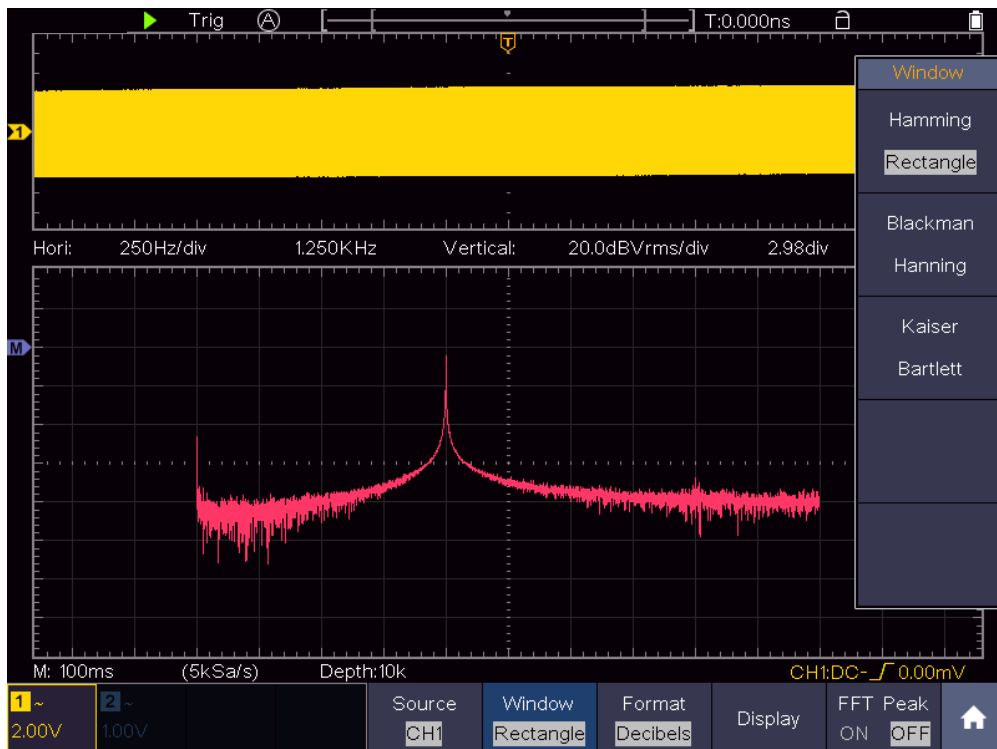 Trig A T:0.000ns
T
Window
Hamming
Rectangle
1
Blackman
Hanning
Hori: 250Hz/div 1.250KHz Vertical: 20.0dBVrms/div 2.98div
Kaiser
Bartlett
M
M: 100ms (5kSa/s) Depth:10k CH1:DC- 0.00mV
1 ~ 2 ~ Source Window Format Display FFT Peak
2.00V 1.00V CH1 Rectangle Decibels ON OFF